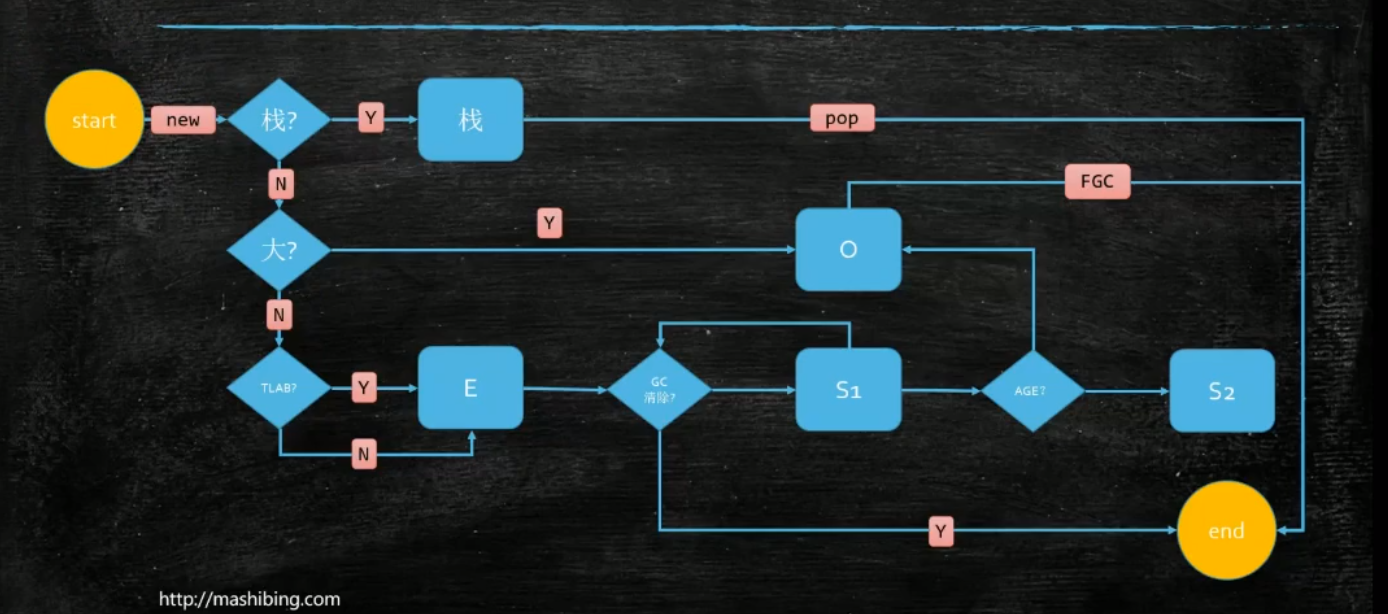 start
new
栈?
Y
栈
pop
N
FGC
大?
Y
O
N
TLAB?
Y
E
GC
清除?
S1
AGE?
S2
N
Y
end
http://mashibing.com